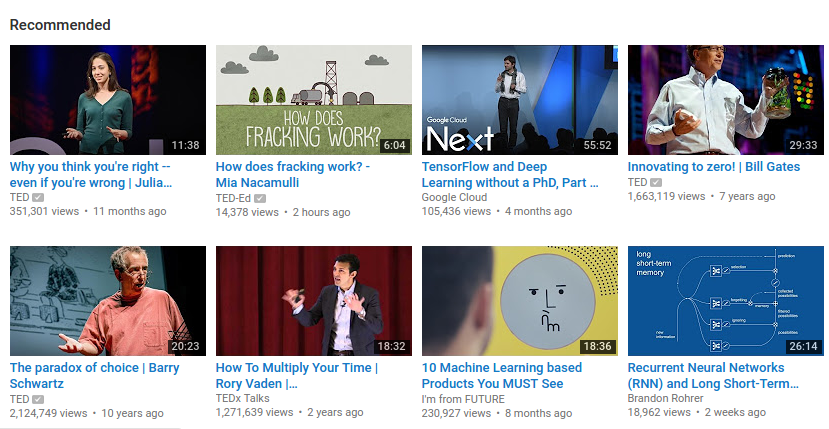 Recommended
11:38
HOW DOES
FRACKING WORK?
6:04
Google Cloud
Next
55:52
29:33
Why you think you're right --
even if you're wrong | Julia...
TED
351,301 views • 11 months ago
How does fracking work? -
Mia Nacamulli
TED-Ed
14,378 views • 2 hours ago
TensorFlow and Deep
Learning without a PhD, Part ...
Google Cloud
105,436 views • 4 months ago
Innovating to zero! | Bill Gates
TED
1,663,119 views • 7 years ago
20:23
18:32
18:36
long
short-term
memory
prediction
selection
collected
possibilities
forgetting
memory
filtered
possibilities
ignoring
new
information
possibilities
26:14
The paradox of choice | Barry
Schwartz
TED
2,124,749 views • 10 years ago
How To Multiply Your Time |
Rory Vaden |...
TEDx Talks
1,271,639 views • 2 years ago
10 Machine Learning based
Products You MUST See
I'm from FUTURE
230,927 views • 8 months ago
Recurrent Neural Networks
(RNN) and Long Short-Term...
Brandon Rohrer
18,962 views • 2 weeks ago